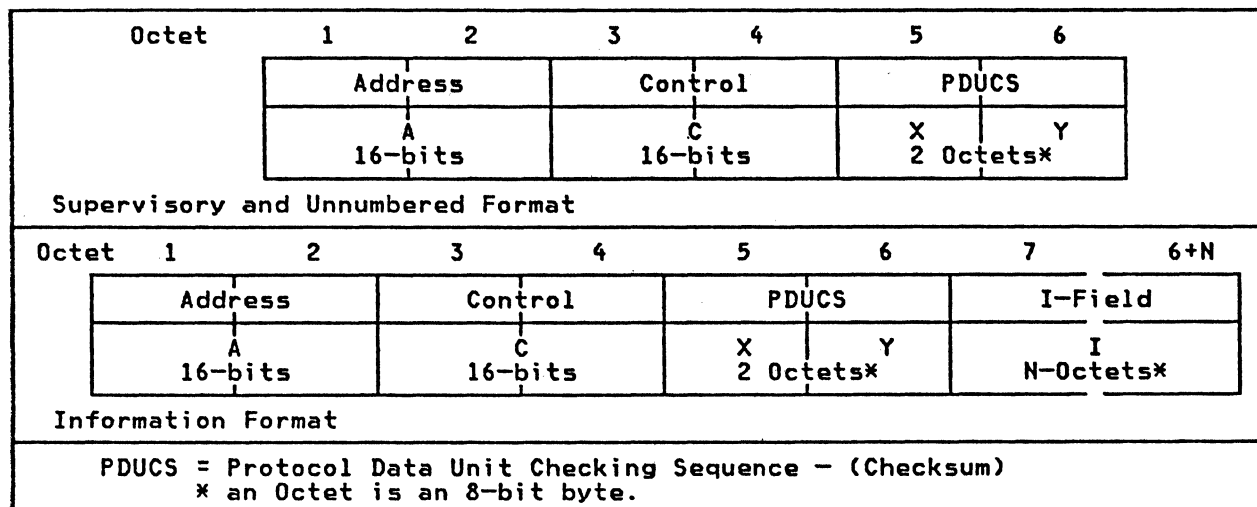 Octet 1 2 3 4 5 6
Address Control PDUCS
A C X Y
16-bits 16-bits 2 Octets*
Supervisory and Unnumbered Format
Octet 1 2 3 4 5 6 7 6+N
Address Control PDUCS I-Field
A C X Y I
16-bits 16-bits 2 Octets* N-Octets*
Information Format
PDUCS = Protocol Data Unit Checking Sequence - (Checksum)
* an Octet is an 8-bit byte.